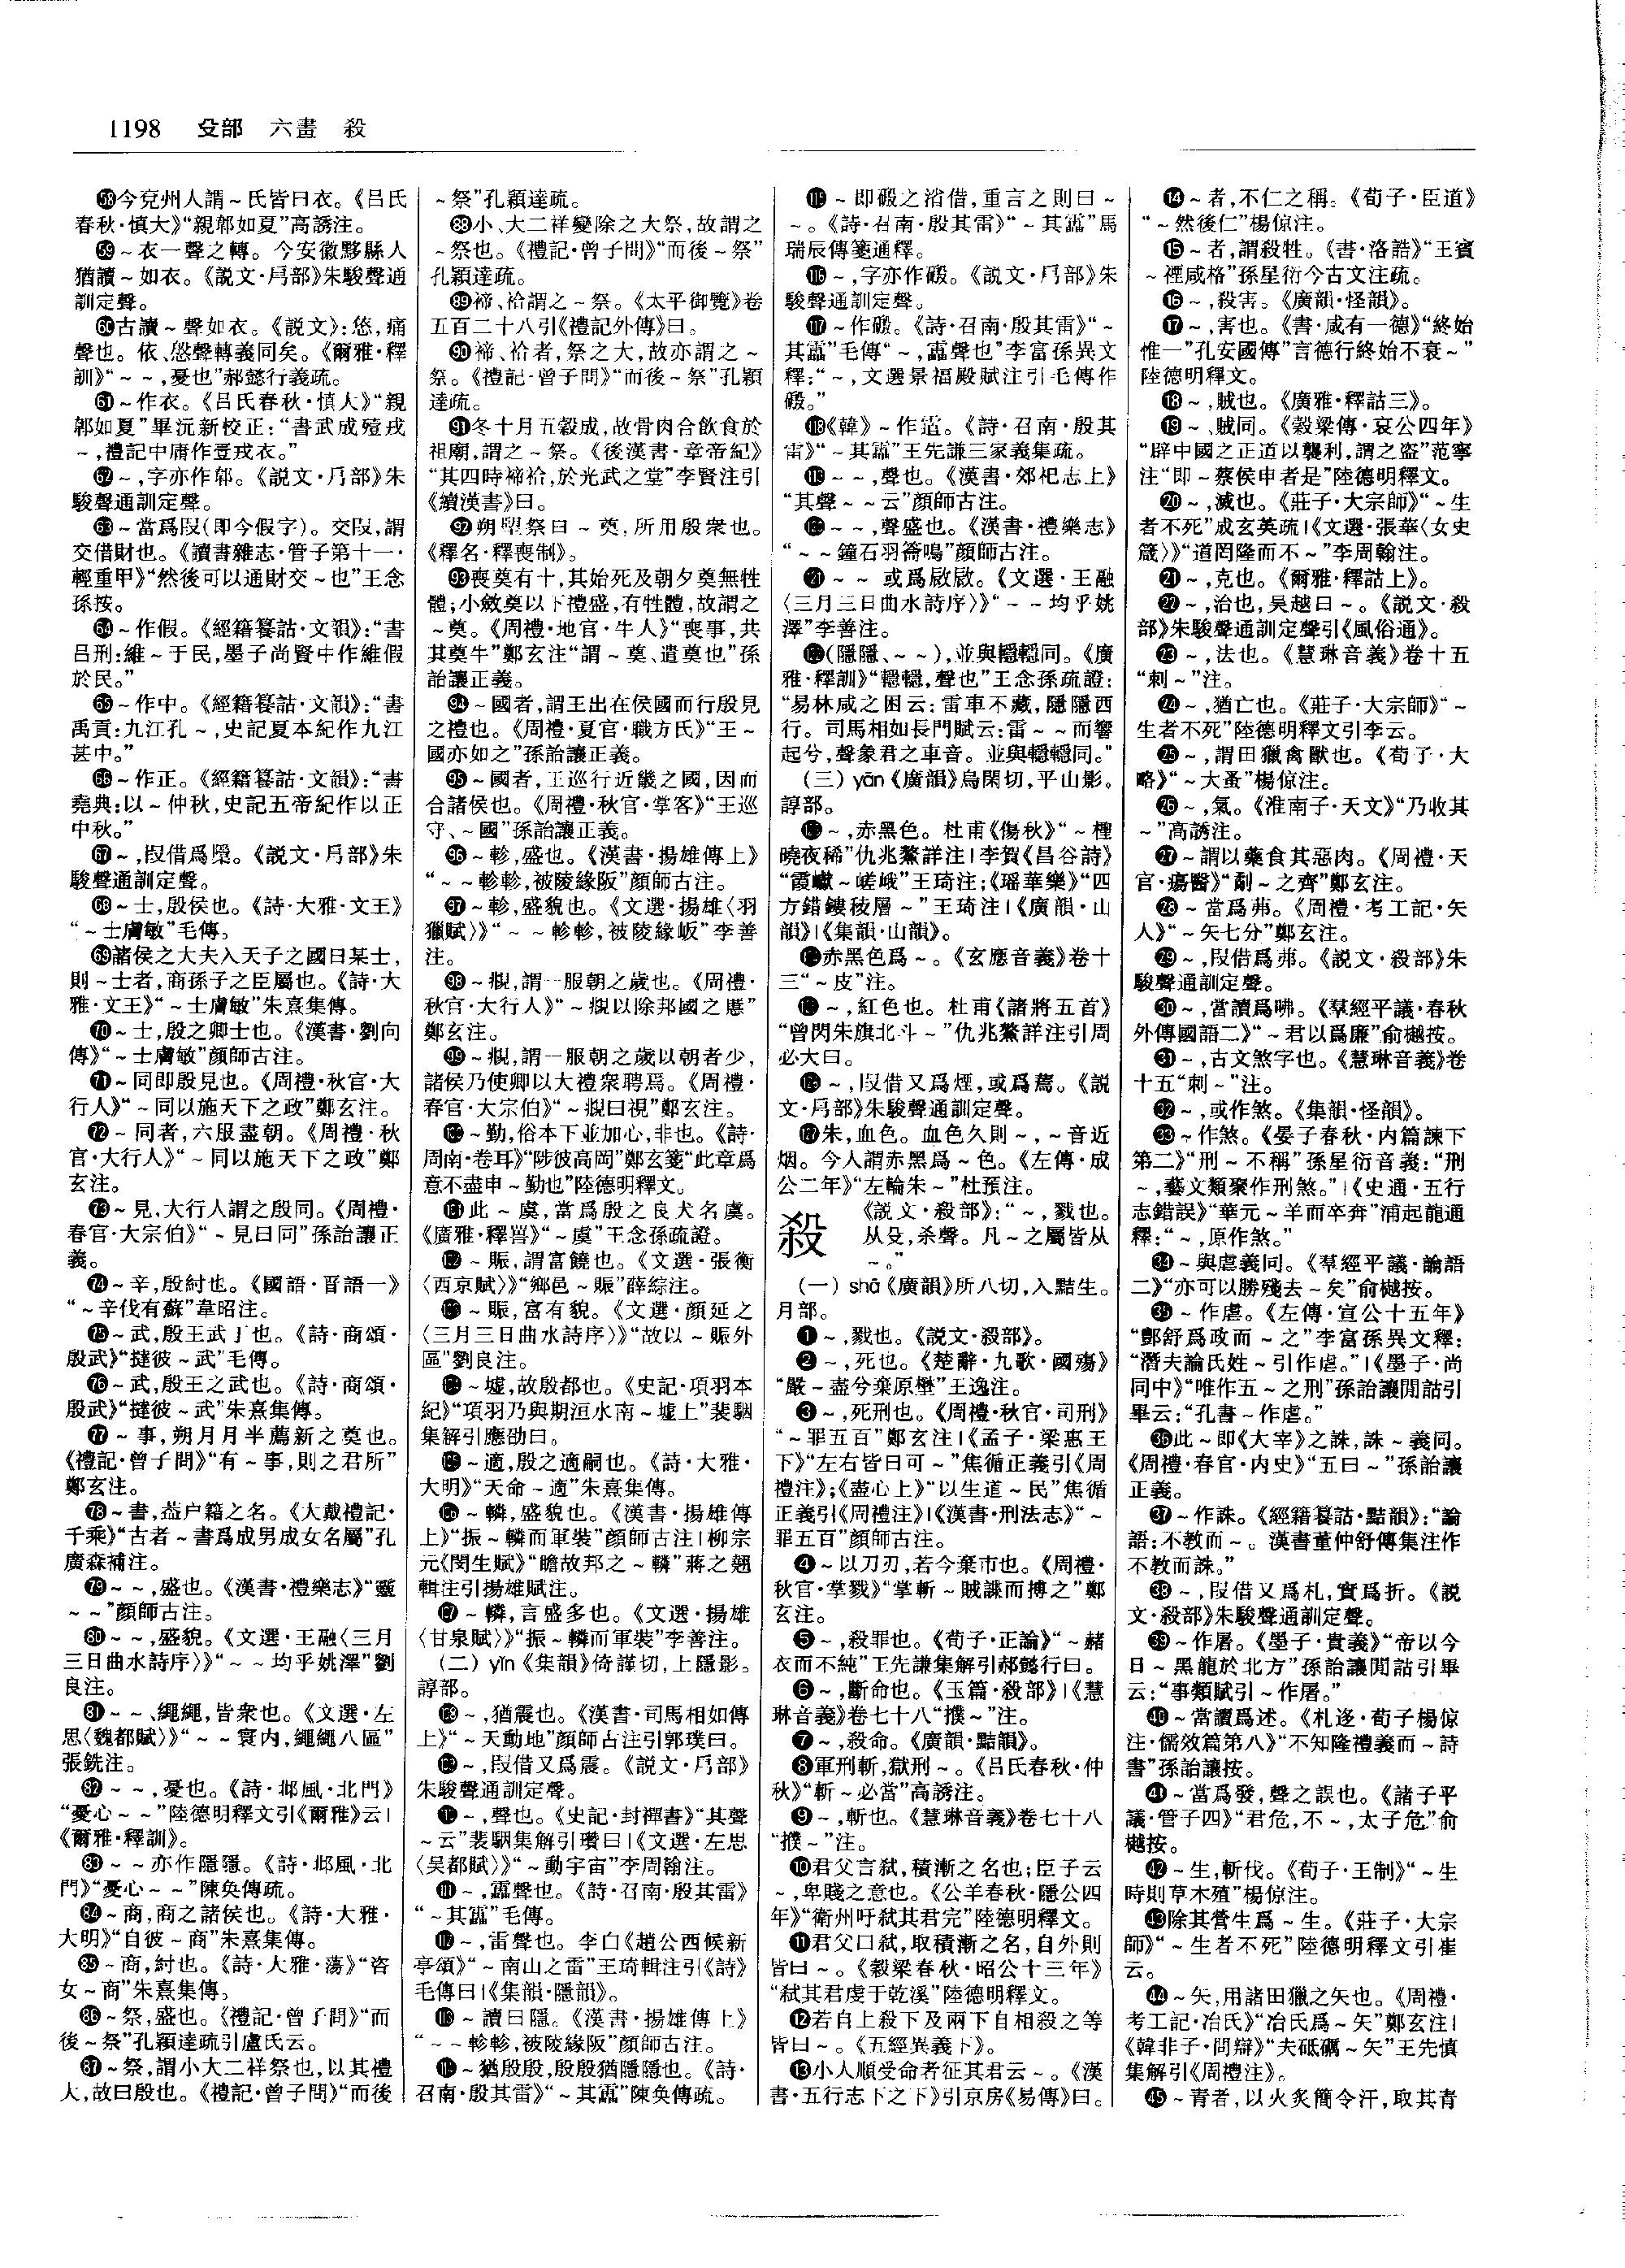 1198 殳部 六畫 殺
58今兗州人謂～氏皆曰衣。《吕氏
春秋·慎大》“親郼如夏”高誘注。
59～衣一聲之轉。今安徽黟縣人
猶讀～如衣。《説文·㐆部》朱駿聲通
訓定聲。
60古讀～聲如衣。《説文》：㥋，痛
聲也。依、慇聲轉義同矣。《爾雅·釋
訓》“～～，憂也”郝懿行義疏。
61～作衣。《吕氏春秋·慎大》“親
郼如夏”畢沅新校正：“書武成殪戎
～，禮記中庸作壹戎衣。”
62～，字亦作郼。《説文·㐆部》朱
駿聲通訓定聲。
63～當爲叚(即今假字)。交叚，謂
交借財也。《讀書雜志·管子第十一·
輕重甲》“然後可以通財交～也”王念
孫按。
64～作假。《經籍籑詁·文韻》：“書
吕刑：維～于民，墨子尚賢中作維假
於民。”
65～作中。《經籍籑詁·文韻》：“書
禹貢：九江孔～，史記夏本紀作九江
甚中。”
66～作正。《經籍籑詁·文韻》：“書
堯典：以～仲秋，史記五帝紀作以正
中秋。”
67～，叚借爲㮧。《説文·㐆部》朱
駿聲通訓定聲。
68～士，殷侯也。《詩·大雅·文王》
“～士膚敏”毛傳。
69諸侯之大夫入天子之國曰某士，
則～士者，商孫子之臣屬也。《詩·大
雅·文王》“～士膚敏”朱熹集傳。
70～士，殷之卿士也。《漢書·劉向
傳》“～士膚敏”顔師古注。
71～同即殷見也。《周禮·秋官·大
行人》“～同以施天下之政”鄭玄注。
72～同者，六服盡朝。《周禮·秋
官·大行人》“～同以施天下之政”鄭
玄注。
73～見，大行人謂之殷同。《周禮·
春官·大宗伯》“～見曰同”孫詒讓正
義。
74～辛，殷紂也。《國語·晋語一》
“～辛伐有蘇”韋昭注。
75～武，殷王武丁也。《詩·商頌·
殷武》“撻彼～武”毛傳。
76～武，殷王之武也。《詩·商頌·
殷武》“撻彼～武”朱熹集傳。
77～事，朔月月半薦新之奠也。
《禮記·曾子問》“有～事，則之君所”
鄭玄注。
78～書，葢户籍之名。《大戴禮記·
千乘》“古者～書爲成男成女名屬”孔
廣森補注。
79～～，盛也。《漢書·禮樂志》“靈
～～”顔師古注。
80～～，盛貌。《文選·王融〈三月
三日曲水詩序〉》“～～均乎姚澤”劉
良注。
81～～、繩繩，皆衆也。《文選·左
思〈魏都賦〉》“～～寰内，繩繩八區”
張銑注。
82～～，憂也。《詩·邶風·北門》
“憂心～～”陸德明釋文引《爾雅》云|
《爾雅·釋訓》。
83～～亦作隱隱。《詩·邶風·北
門》“憂心～～”陳奂傳疏。
84～商，商之諸侯也。《詩·大雅·
大明》“自彼～商”朱熹集傳。
85～商，紂也。《詩·大雅·蕩》“咨
女～商”朱熹集傳。
86～祭，盛也。《禮記·曾子問》“而
後～祭”孔穎達疏引盧氏云。
87～祭，謂小大二祥祭也，以其禮
大，故曰殷也。《禮記·曾子問》“而後
～祭”孔穎達疏。
88小、大二祥變除之大祭，故謂之
～祭也。《禮記·曾子問》“而後～祭”
孔穎達疏。
89禘、祫謂之～祭。《太平御覽》卷
五百二十八引《禮記外傳》曰。
90禘、祫者，祭之大，故亦謂之～
祭。《禮記·曾子問》“而後～祭”孔穎
達疏。
91冬十月五穀成，故骨肉合飲食於
祖廟，謂之～祭。《後漢書·章帝紀》
“其四時禘祫，於光武之堂”李賢注引
《續漢書》曰。
92朔望祭曰～奠，所用殷衆也。
《釋名·釋喪制》。
93喪奠有十，其始死及朝夕奠無牲
體；小斂奠以下禮盛，有牲體，故謂之
～奠。《周禮·地官·牛人》“喪事，共
其奠牛”鄭玄注“謂～奠、遣奠也”孫
詒讓正義。
94～國者，謂王出在侯國而行殷見
之禮也。《周禮·夏官·職方氏》“王～
國亦如之”孫詒讓正義。
95～國者，王巡行近畿之國，因而
合諸侯也。《周禮·秋官·掌客》“王巡
守、～國”孫詒讓正義。
96～軫，盛也。《漢書·揚雄傳上》
“～～軫軫，被陵緣阪”顔師古注。
97～軫，盛貌也。《文選·揚雄〈羽
獵賦〉》“～～軫軫，被陵緣岅”李善
注。
98～覜，謂一服朝之歲也。《周禮·
秋官·大行人》“～覜以除邦國之慝”
鄭玄注。
99～覜，謂一服朝之歲以朝者少，
諸侯乃使卿以大禮衆聘焉。《周禮·
春官·大宗伯》“～覜曰視”鄭玄注。
100～勤，俗本下並加心，非也。《詩·
周南·卷耳》“陟彼高岡”鄭玄箋“此章爲
意不盡申～勤也”陸德明釋文。
101此～虞，當爲殷之良犬名虞。
《廣雅·釋嘼》“～虞”王念孫疏證。
102～賑，謂富饒也。《文選·張衡
〈西京賦〉》“鄉邑～賑”薛綜注。
103～賑，富有貌。《文選·顔延之
〈三月三日曲水詩序〉》“故以～賑外
區”劉良注。
104～墟，故殷都也。《史記·項羽本
紀》“項羽乃與期洹水南～墟上”裴駰
集解引應劭曰。
105～適，殷之適嗣也。《詩·大雅·
大明》“天命～適”朱熹集傳。
106～轔，盛貌也。《漢書·揚雄傳
上》“振～轔而軍裝”顔師古注|柳宗
元《閔生賦》“瞻故邦之～轔”蔣之翹
輯注引揚雄賦注。
107～轔，言盛多也。《文選·揚雄
〈甘泉賦〉》“振～轔而軍裝”李善注。
(二) yǐn《集韻》倚謹切，上隱影。
諄部。
108～，猶震也。《漢書·司馬相如傳
上》“～天動地”顔師古注引郭璞曰。
109～，叚借又爲震。《説文·㐆部》
朱駿聲通訓定聲。
110～，聲也。《史記·封禪書》“其聲
～云”裴駰集解引瓚曰|《文選·左思
〈吴都賦〉》“～動宇宙”李周翰注。
111～，靁聲也。《詩·召南·殷其雷》
“～其靁”毛傳。
112～，雷聲也。李白《趙公西候新
亭頌》“～南山之雷”王琦輯注引《詩》
毛傳曰|《集韻·隱韻》。
113～讀曰隱。《漢書·揚雄傳上》
“～～軫軫，被陵緣阪”顔師古注。
114～猶殷殷，殷殷猶隱隱也。《詩·
召南·殷其雷》“～其靁”陳奂傳疏。
115～即磤之渻借，重言之則曰～
～。《詩·召南·殷其雷》“～其靁”馬
瑞辰傳箋通釋。
116～，字亦作磤。《説文·㐆部》朱
駿聲通訓定聲。
117～作磤。《詩·召南·殷其雷》“～
其靁”毛傳“～，靁聲也”李富孫異文
釋：“～，文選景福殿賦注引毛傳作
磤。”
118《韓》～作𨔍。《詩·召南·殷其
雷》“～其靁”王先謙三家義集疏。
119～～，聲也。《漢書·郊祀志上》
“其聲～～云”顔師古注。
120～～，聲盛也。《漢書·禮樂志》
“～～鐘石羽籥鳴”顔師古注。
121～～或爲敃敃。《文選·王融
〈三月三日曲水詩序〉》“～～均乎姚
澤”李善注。
122(隱隱、～～)，並與轀轀同。《廣
雅·釋訓》“轀轀，聲也”王念孫疏證：
“易林咸之困云：雷車不藏，隱隱西
行。司馬相如長門賦云：雷～～而響
起兮，聲象君之車音。並與轀轀同。”
(三) yān《廣韻》烏閑切，平山影。
諄部。
123～，赤黑色。杜甫《傷秋》“～檉
曉夜稀”仇兆鰲詳注|李賀《昌谷詩》
“霞巘～嵯峨”王琦注；《瑶華樂》“四
方錯鏤稜層～”王琦注|《廣韻·山
韻》|《集韻·山韻》。
124赤黑色爲～。《玄應音義》卷十
三“～皮”注。
125～，紅色也。杜甫《諸將五首》
“曾閃朱旗北斗～”仇兆鰲詳注引周
必大曰。
126～，叚借又爲煙，或爲蔫。《説
文·㐆部》朱駿聲通訓定聲。
127朱，血色。血色久則～，～音近
烟。今人謂赤黑爲～色。《左傳·成
公二年》“左輪朱～”杜預注。
殺 《説文·殺部》：“～，戮也。
从殳，杀聲。凡～之屬皆从
～。”
(一) shā《廣韻》所八切，入黠生。
月部。
1～，戮也。《説文·殺部》。
2～，死也。《楚辭·九歌·國殤》
“嚴～盡兮棄原壄”王逸注。
3～，死刑也。《周禮·秋官·司刑》
“～罪五百”鄭玄注|《孟子·梁惠王
下》“左右皆曰可～”焦循正義引《周
禮注》；《盡心上》“以生道～民”焦循
正義引《周禮注》|《漢書·刑法志》“～
罪五百”顔師古注。
4～以刀刃，若今棄市也。《周禮·
秋官·掌戮》“掌斬～賊諜而搏之”鄭
玄注。
5～，殺罪也。《荀子·正論》“～赭
衣而不純”王先謙集解引郝懿行曰。
6～，斷命也。《玉篇·殺部》|《慧
琳音義》卷七十八“撲～”注。
7～，殺命。《廣韻·黠韻》。
8軍刑斬，獄刑～。《吕氏春秋·仲
秋》“斬～必當”高誘注。
9～，斬也。《慧琳音義》卷七十八
“撲～”注。
10君父言弑，積漸之名也；臣子云
～，卑賤之意也。《公羊春秋·隱公四
年》“衛州吁弑其君完”陸德明釋文。
11君父曰弑，取積漸之名，自外則
皆曰～。《穀梁春秋·昭公十三年》
“弑其君虔于乾溪”陸德明釋文。
12若自上殺下及兩下自相殺之等
皆曰～。《五經異義下》。
13小人順受命者征其君云～。《漢
書·五行志下之下》引京房《易傳》曰。
14～者，不仁之稱。《荀子·臣道》
“～然後仁”楊倞注。
15～者，謂殺牲。《書·洛誥》“王賓
～禋咸格”孫星衍今古文注疏。
16～，殺害。《廣韻·怪韻》。
17～，害也。《書·咸有一德》“終始
惟一”孔安國傳“言德行終始不衰～”
陸德明釋文。
18～，賊也。《廣雅·釋詁三》。
19～、賊同。《穀梁傳·哀公四年》
“辟中國之正道以襲利，謂之盗”范寧
注“即～蔡侯申者是”陸德明釋文。
20～，滅也。《莊子·大宗師》“～生
者不死”成玄英疏|《文選·張華〈女史
箴〉》“道罔隆而不～”李周翰注。
21～，克也。《爾雅·釋詁上》。
22～，治也，吴越曰～。《説文·殺
部》朱駿聲通訓定聲引《風俗通》。
23～，法也。《慧琳音義》卷十五
“刺～”注。
24～，猶亡也。《莊子·大宗師》“～
生者不死”陸德明釋文引李云。
25～，謂田獵禽獸也。《荀子·大
略》“～大蚤”楊倞注。
26～，氣。《淮南子·天文》“乃收其
～”高誘注。
27～謂以藥食其惡肉。《周禮·天
官·瘍醫》“劀～之齊”鄭玄注。
28～當爲茀。《周禮·考工記·矢
人》“～矢七分”鄭玄注。
29～，叚借爲茀。《説文·殺部》朱
駿聲通訓定聲。
30～，當讀爲咈。《羣經平議·春秋
外傳國語二》“～君以爲廉”俞樾按。
31～，古文煞字也。《慧琳音義》卷
十五“刺～”注。
32～，或作煞。《集韻·怪韻》。
33～作煞。《晏子春秋·内篇諫下
第二》“刑～不稱”孫星衍音義：“刑
～，藝文類聚作刑煞。”|《史通·五行
志錯誤》“華元～羊而卒奔”浦起龍通
釋：“～，原作煞。”
34～與虐義同。《羣經平議·論語
二》“亦可以勝殘去～矣”俞樾按。
35～作虐。《左傳·宣公十五年》
“酆舒爲政而～之”李富孫異文釋：
“潛夫論氏姓～引作虐。”|《墨子·尚
同中》“唯作五～之刑”孫詒讓閒詁引
畢云：“孔書～作虐。”
36此～即《大宰》之誅，誅～義同。
《周禮·春官·内史》“五曰～”孫詒讓
正義。
37～作誅。《經籍籑詁·黠韻》：“論
語：不教而～。漢書董仲舒傳集注作
不教而誅。”
38～，叚借又爲札，實爲折。《説
文·殺部》朱駿聲通訓定聲。
39～作屠。《墨子·貴義》“帝以今
日～黑龍於北方”孫詒讓閒詁引畢
云：“事類賦引～作屠。”
40～當讀爲述。《札迻·荀子楊倞
注·儒效篇第八》“不知隆禮義而～詩
書”孫詒讓按。
41～當爲發，聲之誤也。《諸子平
議·管子四》“君危，不～，太子危”俞
樾按。
42～生，斬伐。《荀子·王制》“～生
時則草木殖”楊倞注。
43除其營生爲～生。《莊子·大宗
師》“～生者不死”陸德明釋文引崔
云。
44～矢，用諸田獵之矢也。《周禮·
考工記·冶氏》“冶氏爲～矢”鄭玄注|
《韓非子·問辯》“夫砥礪～矢”王先慎
集解引《周禮注》。
45～青者，以火炙簡令汗，取其青